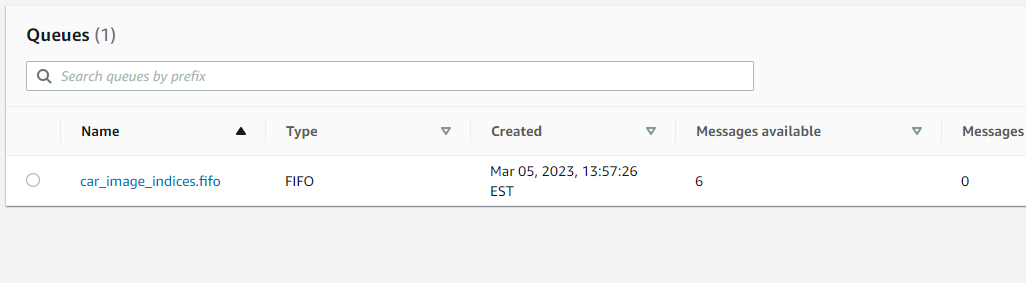 Queues (1)
Search queues by prefix
Name Type Created Messages available Messages
car_image_indices.fifo FIFO Mar 05, 2023, 13:57:26 EST 6 0